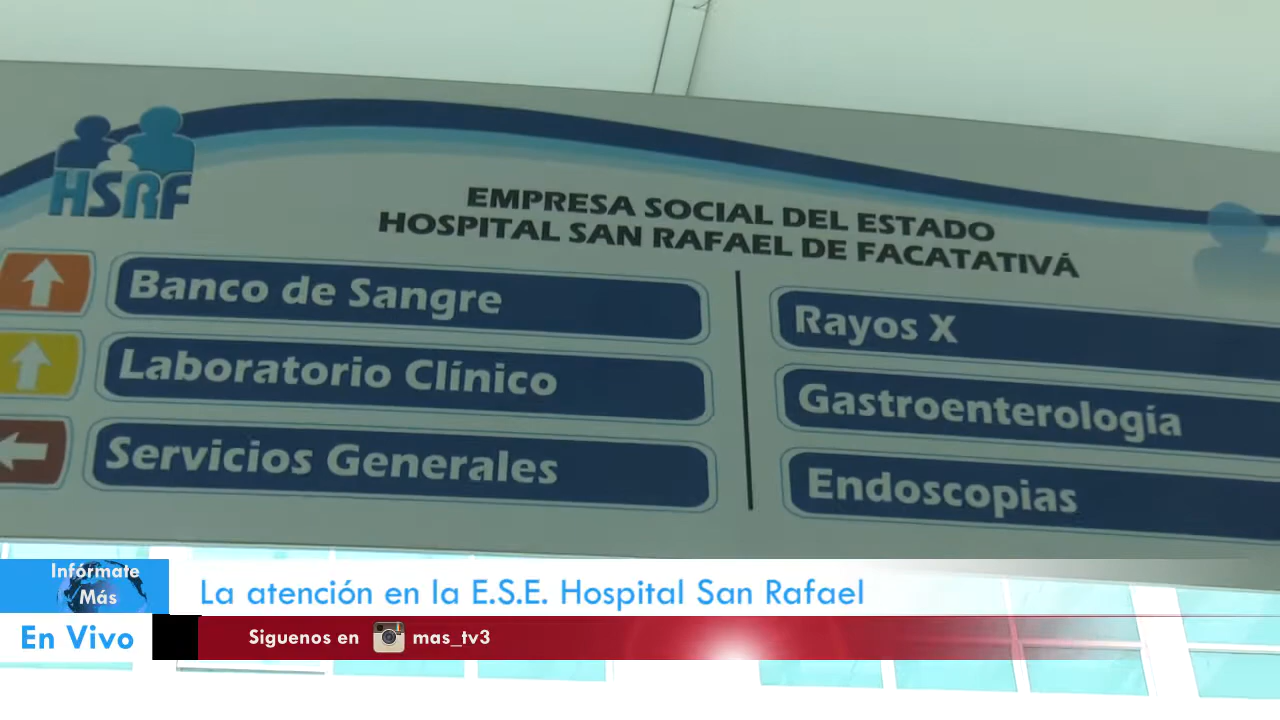 HSRF
EMPRESA SOCIAL DEL ESTADO
HOSPITAL SAN RAFAEL DE FACATATIVÁ
Banco de Sangre
Laboratorio Clínico
Servicios Generales
Rayos X
Gastroenterología
Endoscopias
Infórmate
Más
La atención en la E.S.E. Hospital San Rafael
En Vivo
Siguenos en mas_tv3